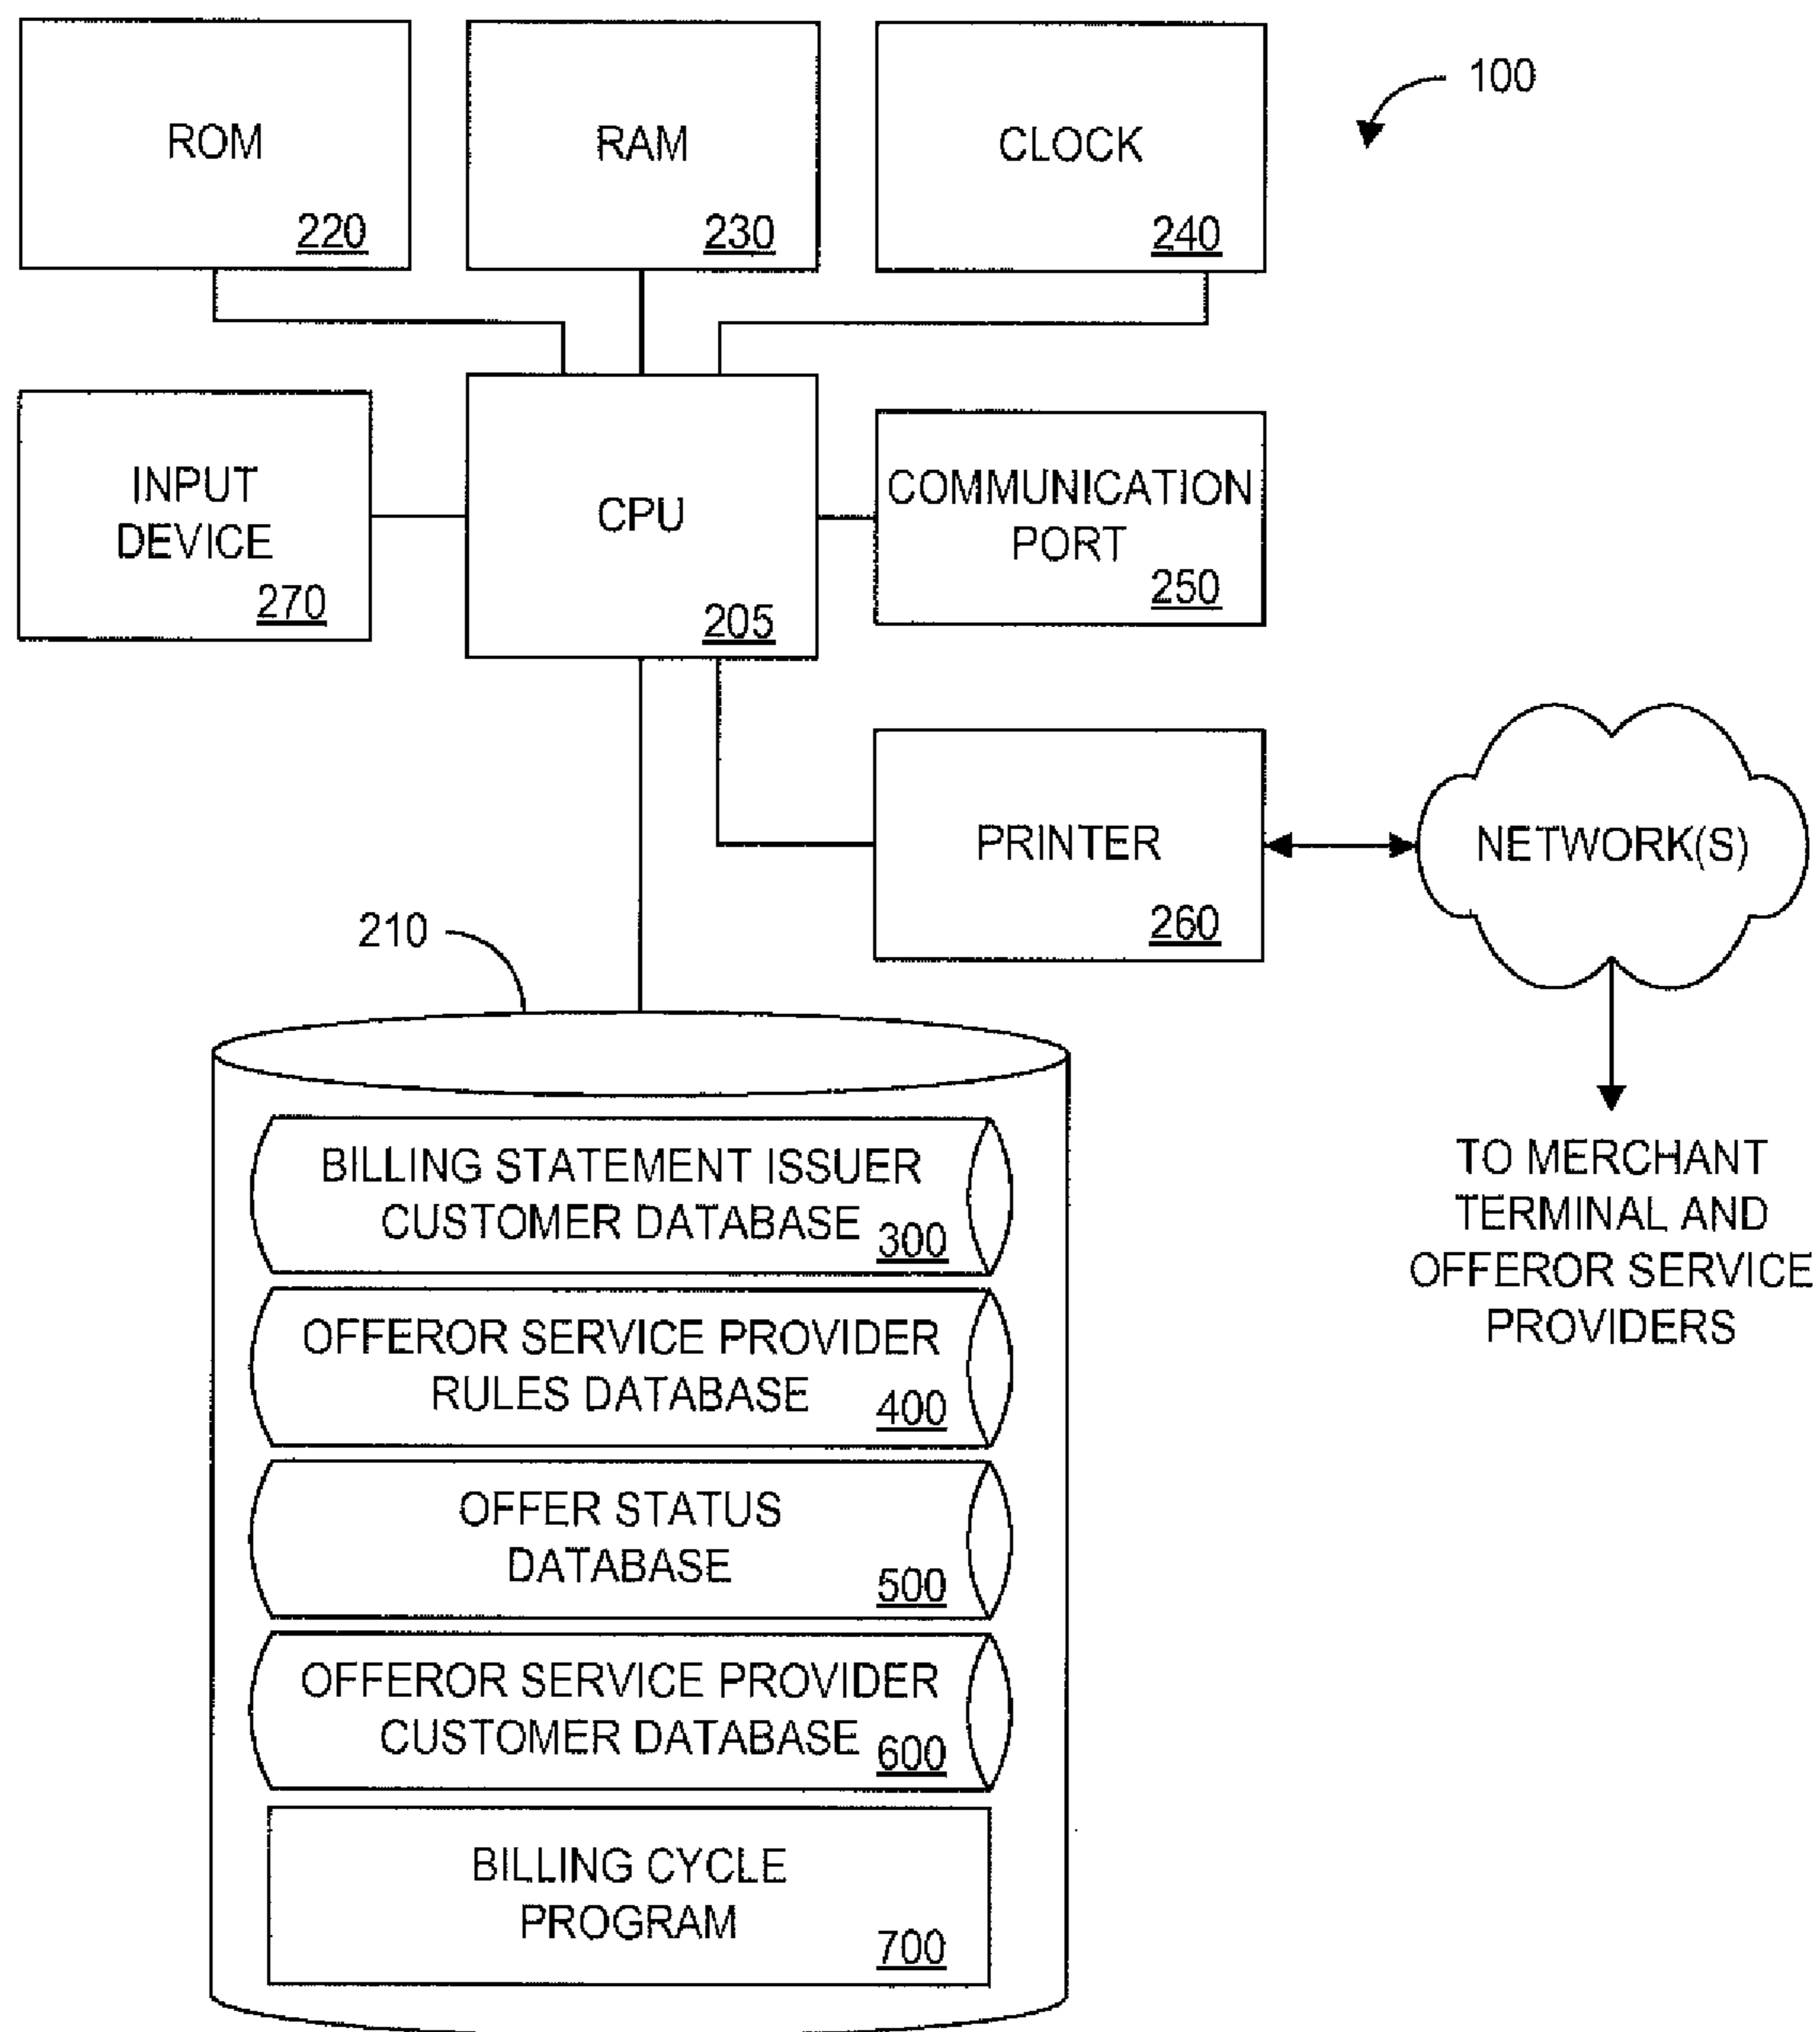 100
ROM
220
RAM
230
CLOCK
240
INPUT
DEVICE
270
CPU
205
COMMUNICATION
PORT
250
PRINTER
260
NETWORK(S)
TO MERCHANT
TERMINAL AND
OFFEROR SERVICE
PROVIDERS
210
BILLING STATEMENT ISSUER
CUSTOMER DATABASE 300
OFFEROR SERVICE PROVIDER
RULES DATABASE 400
OFFER STATUS
DATABASE
500
OFFEROR SERVICE PROVIDER
CUSTOMER DATABASE 600
BILLING CYCLE
PROGRAM
700